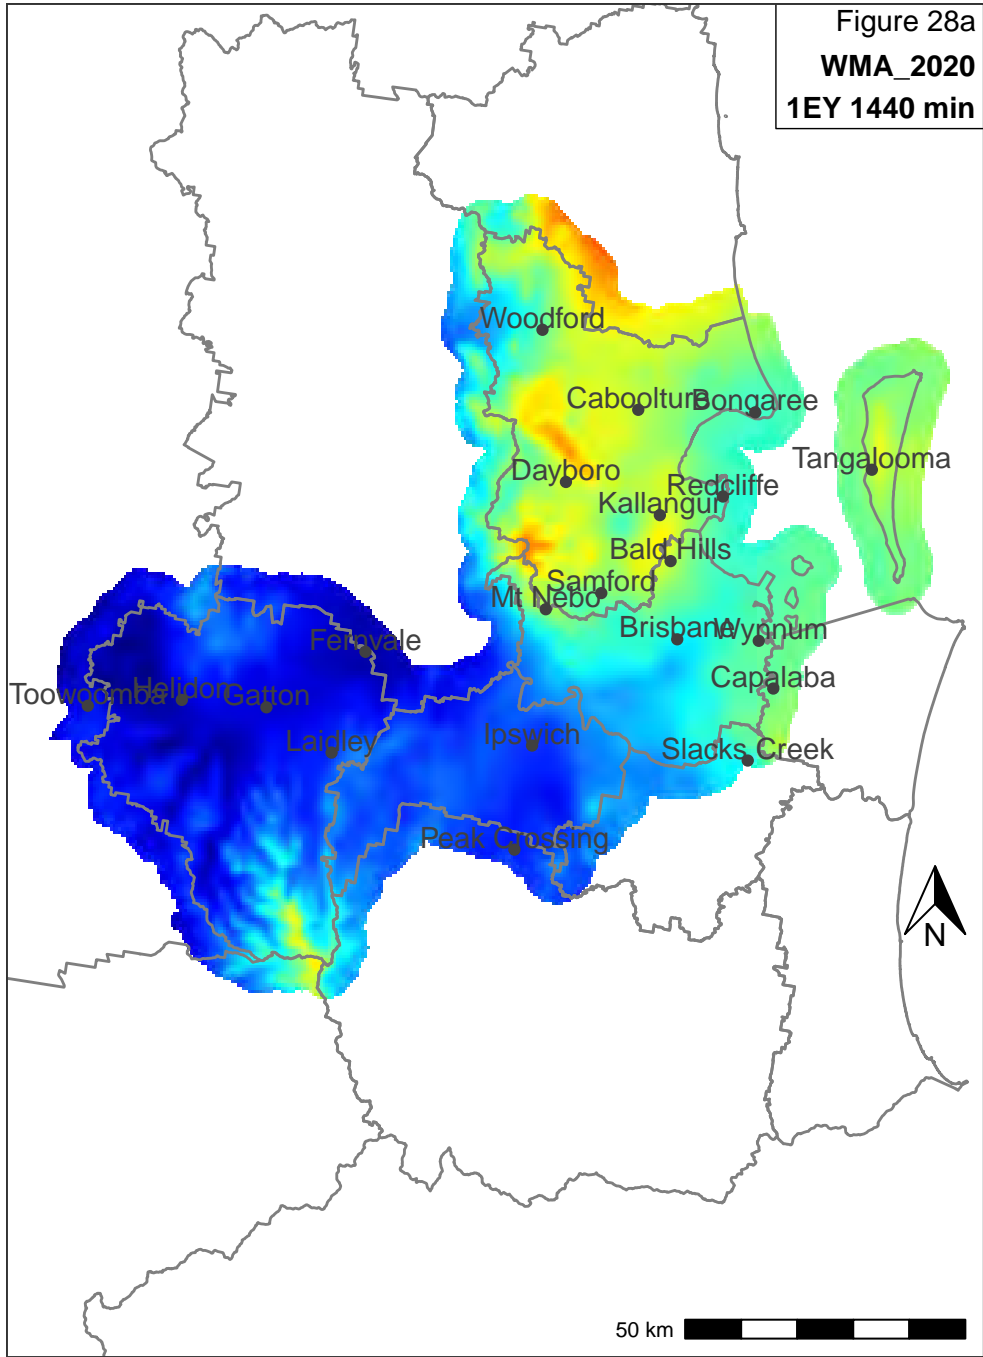 Figure 28a
WMA_2020
1EY 1440 min
Woodford
Caboolture
Bongaree
Tangalooma
Dayboro
Redcliffe
Kallangur
Bald Hills
Samford
Mt Nebo
Brisbane
Wynnum
Fernvale
Capalaba
Toowoomba
Helidon
Gatton
Laidley
Ipswich
Slacks Creek
Peak Crossing
N
50 km